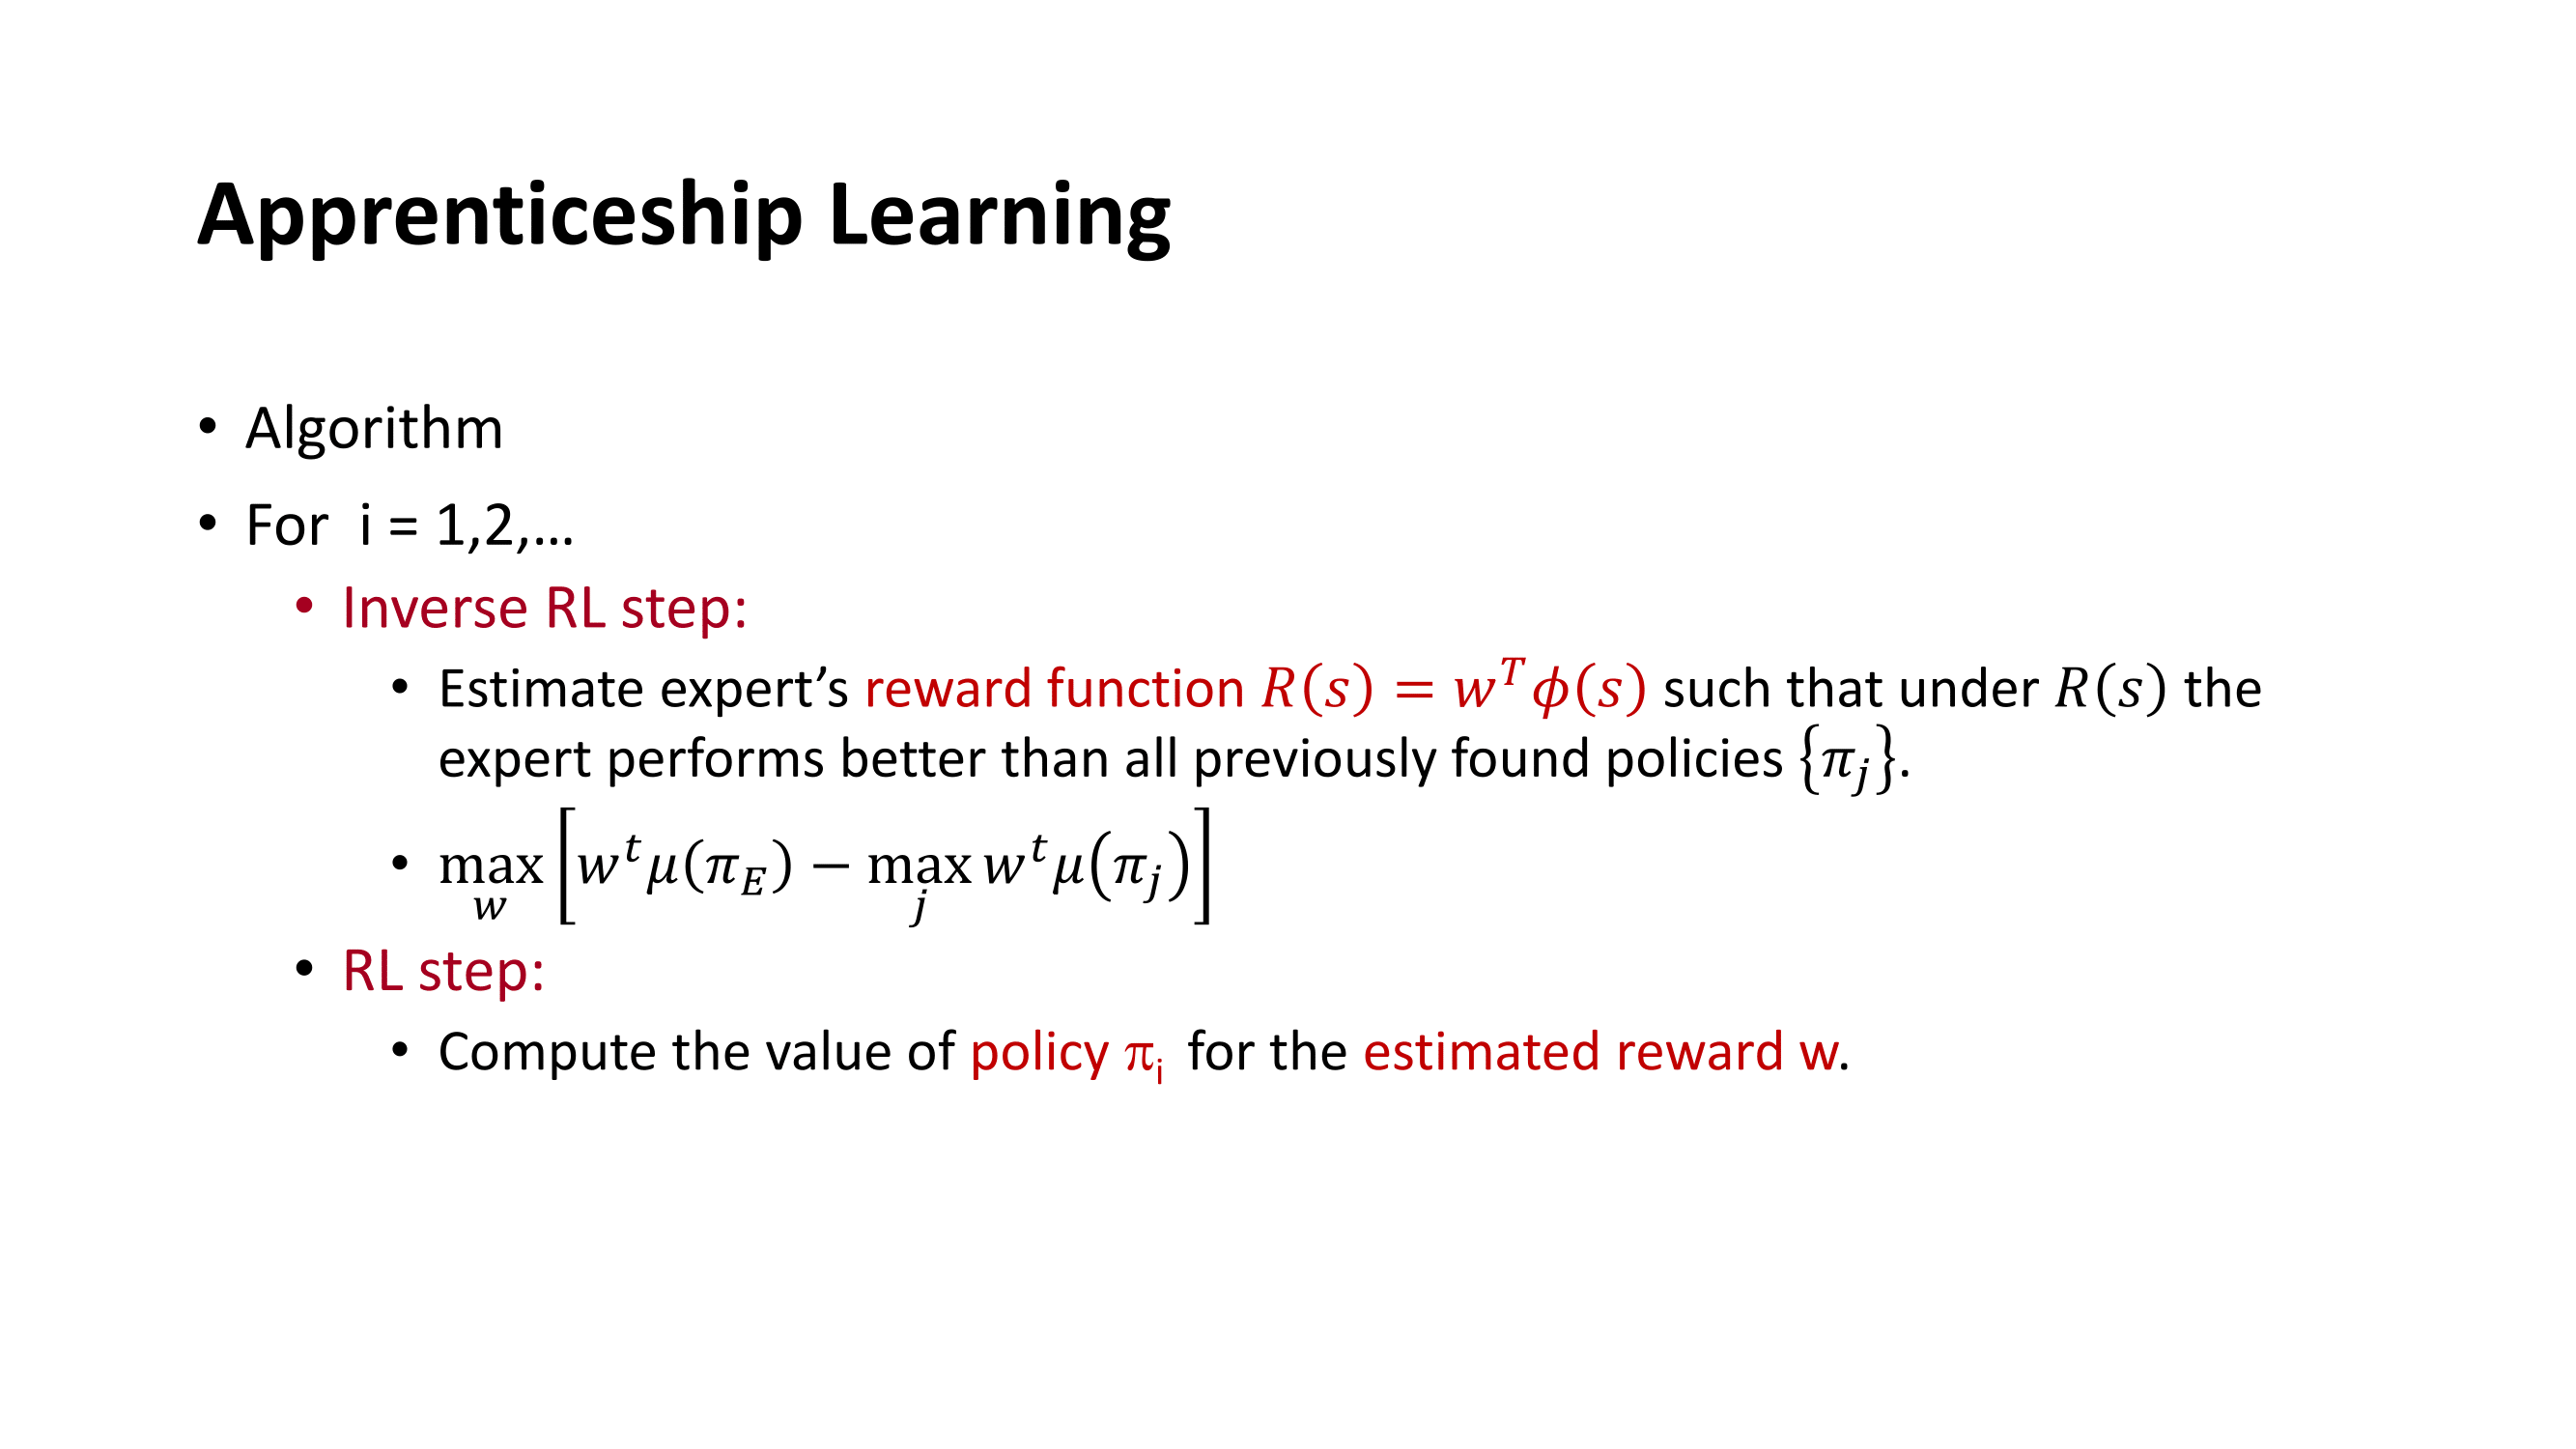 Apprenticeship Learning
• Algorithm
• For i = 1,2,…
• Inverse RL step:
• Estimate expert’s reward function $R(s) = w^T\phi(s)$ such that under $R(s)$ the
expert performs better than all previously found policies $\{\pi_j\}$.
• $\max_w \left[ w^t\mu(\pi_E) - \max_j w^t\mu(\pi_j) \right]$
• RL step:
• Compute the value of policy $\pi_i$ for the estimated reward w.